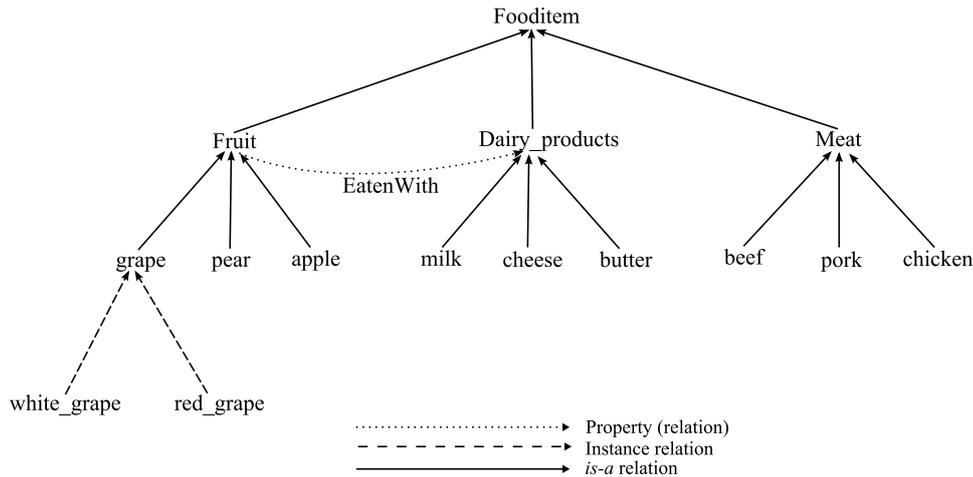 Fooditem
Fruit Dairy_products Meat
EatenWith
grape pear apple milk cheese butter beef pork chicken
white_grape red_grape
Property (relation)
Instance relation
is-a relation